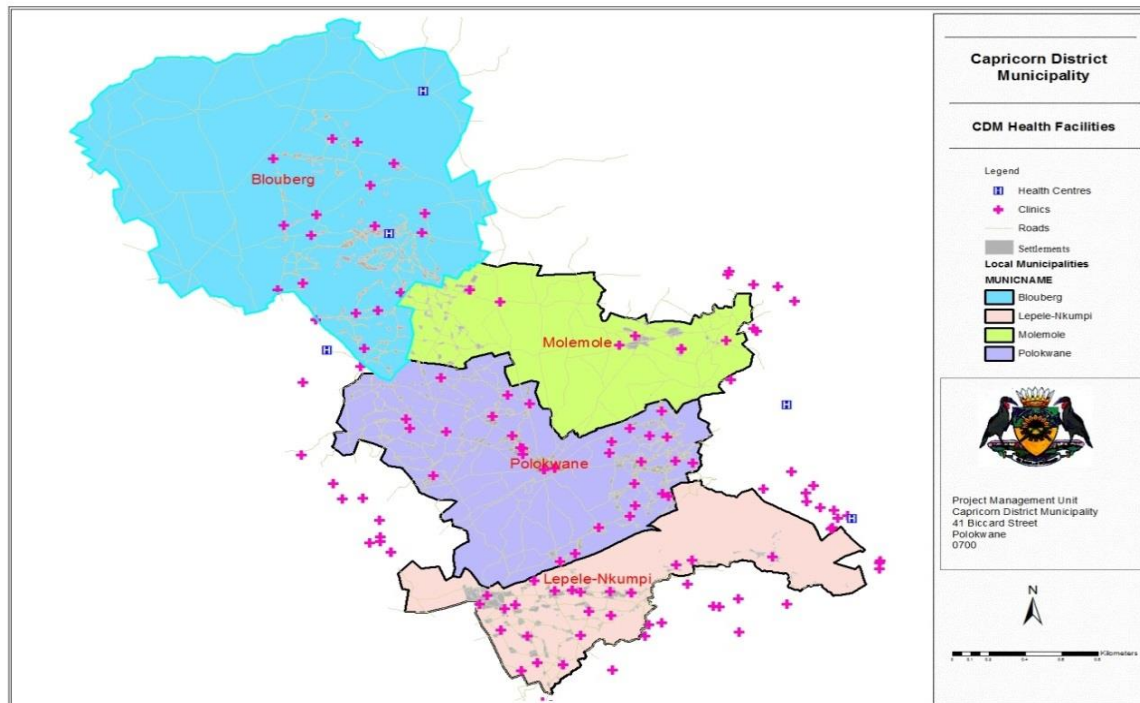 Capricorn District
Municipality
CDM Health Facilities
Legend
H Health Centres
Clinics
Roads
Settlements
Local Municipalities
MUNICNAME
Blouberg
Lepele-Nkumpi
Molemole
Polokwane
Project Management Unit
Capricorn District Municipality
41 Biccard Street
Polokwane
0700
N
Kilometers
Blouberg
Molemole
Polokwane
Lepele-Nkumpi